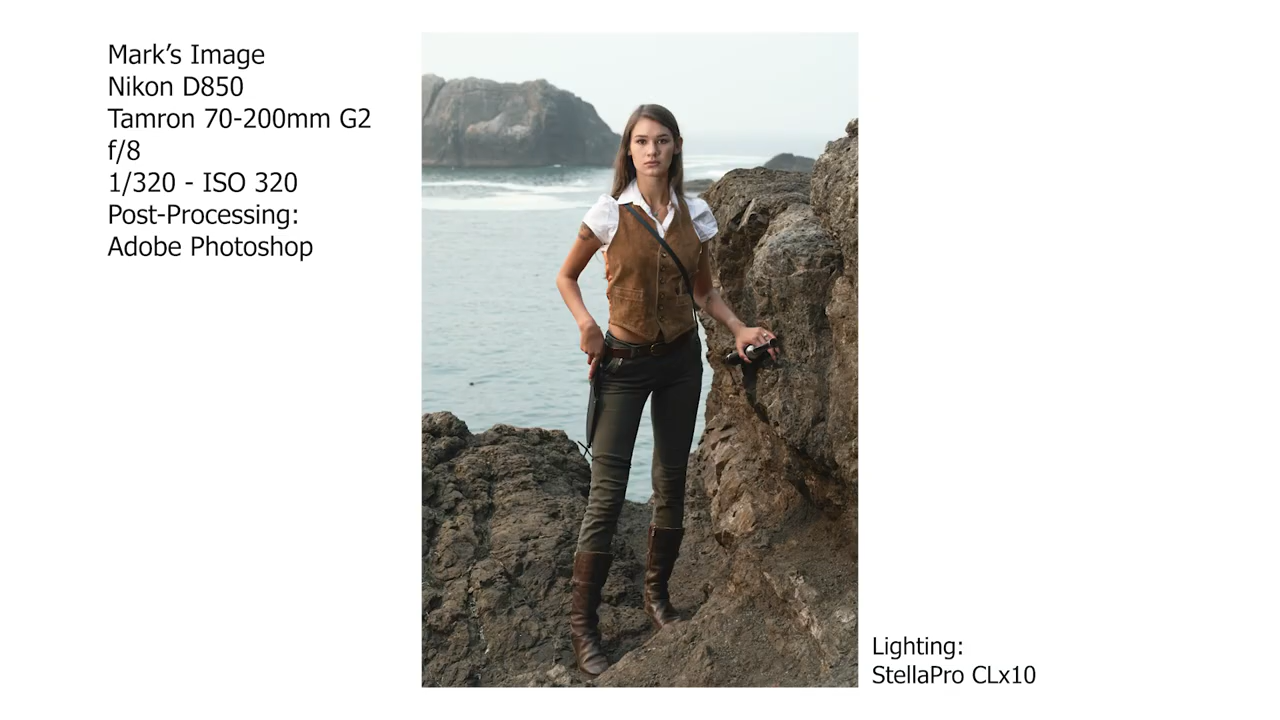 Mark’s Image
Nikon D850
Tamron 70-200mm G2
f/8
1/320 - ISO 320
Post-Processing:
Adobe Photoshop
Lighting:
StellaPro CLx10